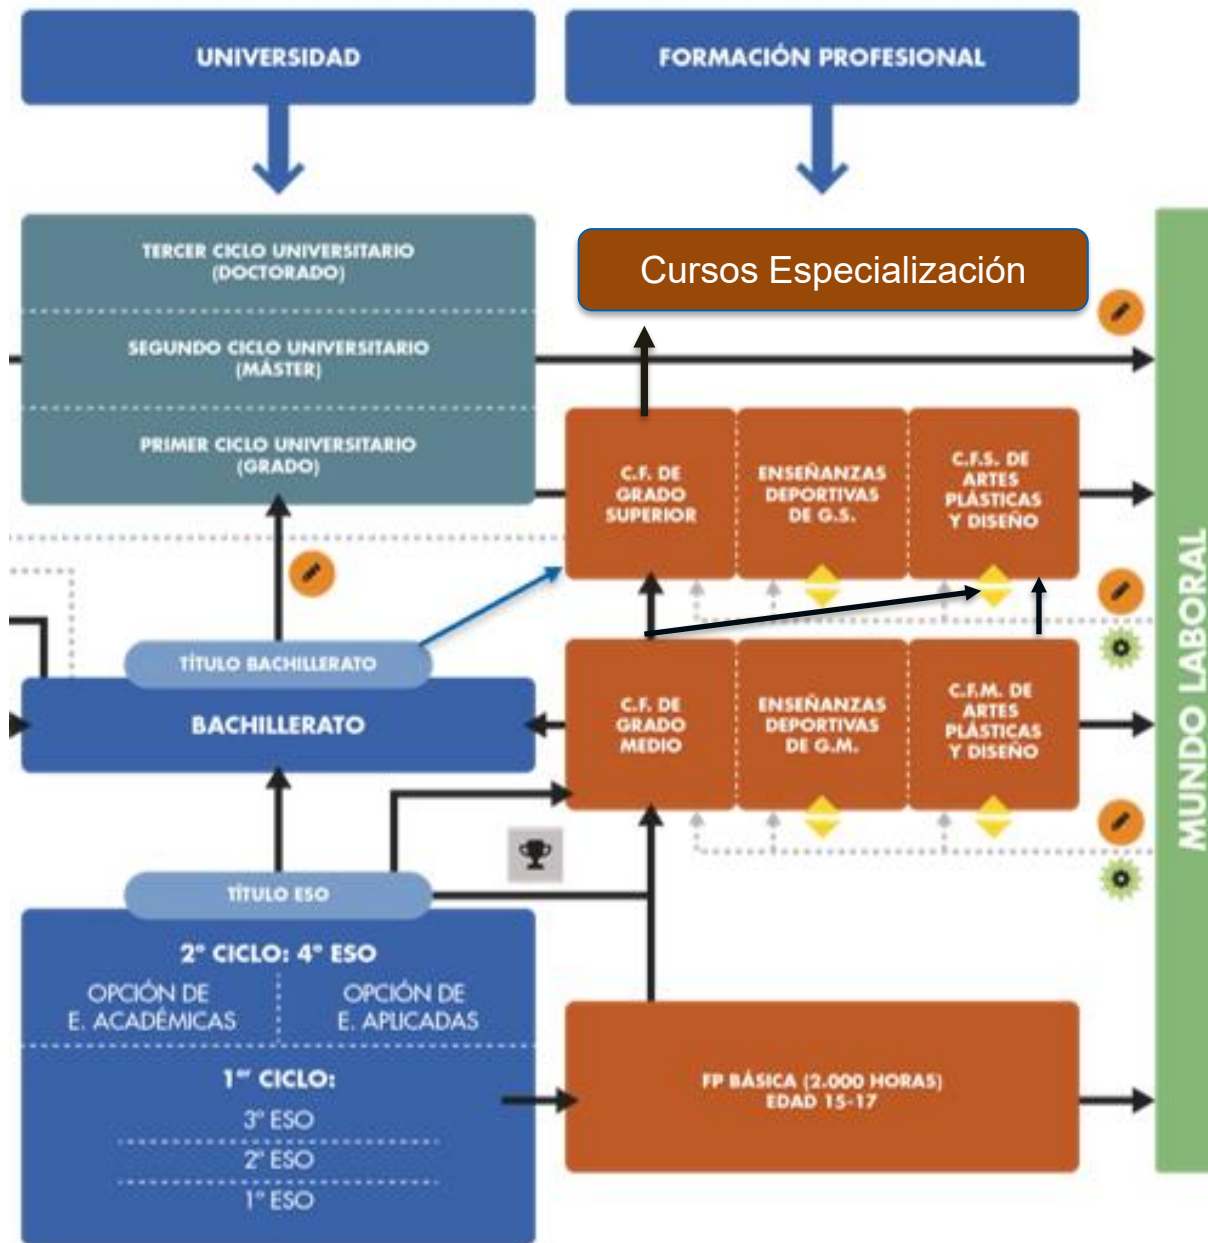 UNIVERSIDAD
FORMACIÓN PROFESIONAL
TERCER CICLO UNIVERSITARIO
(DOCTORADO)
SEGUNDO CICLO UNIVERSITARIO
(MÁSTER)
PRIMER CICLO UNIVERSITARIO
(GRADO)
Cursos Especialización
C.F. DE
GRADO
SUPERIOR
ENSEÑANZAS
DEPORTIVAS
DE G.S.
C.F.S. DE
ARTES
PLÁSTICAS
Y DISEÑO
TÍTULO BACHILLERATO
BACHILLERATO
C.F. DE
GRADO
MEDIO
ENSEÑANZAS
DEPORTIVAS
DE G.M.
C.F.M. DE
ARTES
PLÁSTICAS
Y DISEÑO
MUNDO LABORAL
TÍTULO ESO
2º CICLO: 4º ESO
OPCIÓN DE
E. ACADÉMICAS
OPCIÓN DE
E. APLICADAS
1er CICLO:
3º ESO
2º ESO
1º ESO
FP BÁSICA (2.000 HORAS)
EDAD 15-17